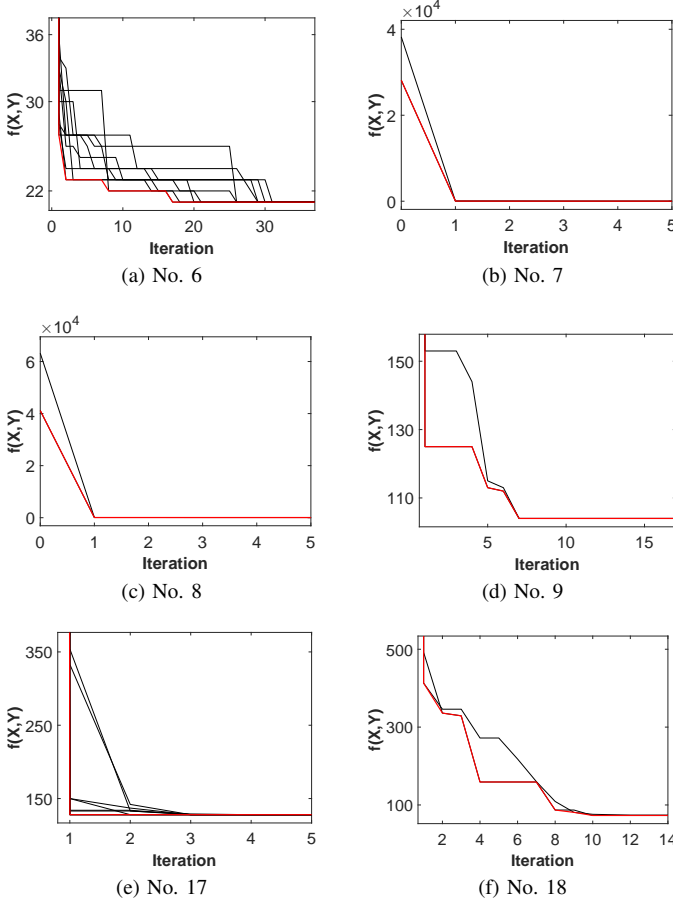 36
30
22
f(X,Y)
1 10 20 30
Iteration
(a) No. 6
×10⁴
4
2
0
f(X,Y)
0 1 2 3 4 5
Iteration
(b) No. 7
×10⁴
6
4
2
0
f(X,Y)
0 1 2 3 4 5
Iteration
(c) No. 8
150
130
110
f(X,Y)
5 10 15
Iteration
(d) No. 9
350
250
150
f(X,Y)
1 2 3 4 5
Iteration
(e) No. 17
500
300
100
f(X,Y)
2 4 6 8 10 12 14
Iteration
(f) No. 18